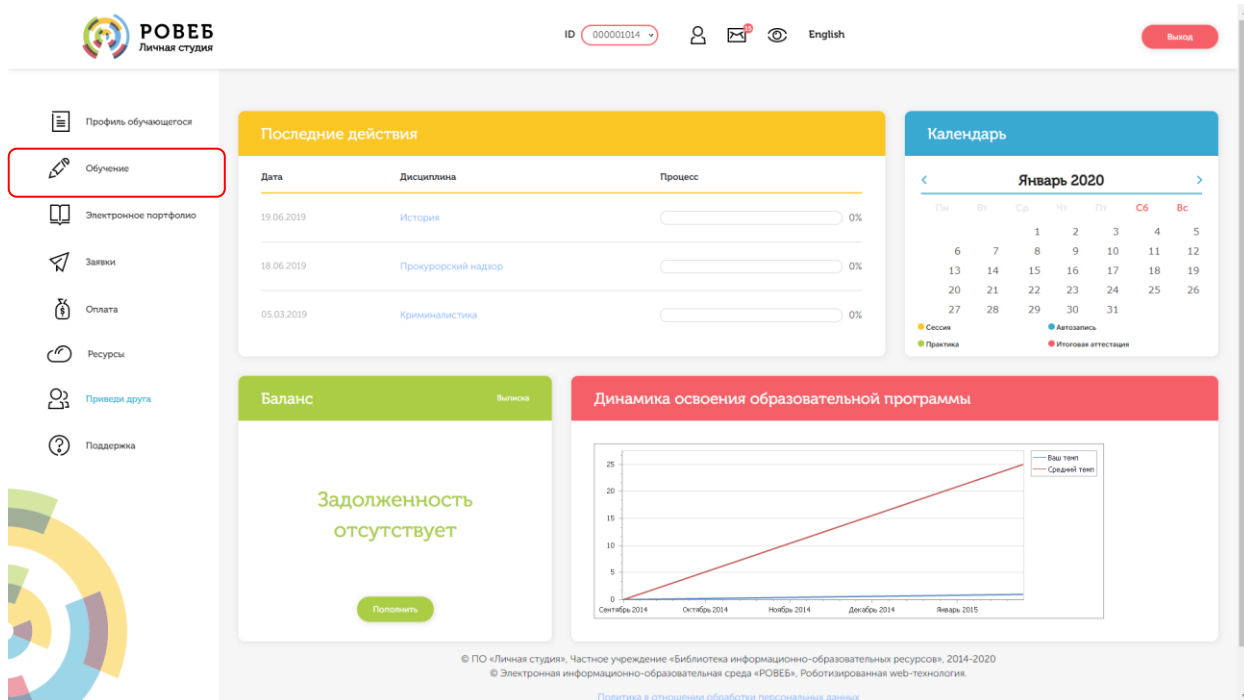 РОВЕБ
Личная студия
ID 000001014
15
English
Выход
Профиль обучающегося
Обучение
Электронное портфолио
Заявки
Оплата
Ресурсы
Приведи друга
Поддержка
Последние действия
Дата Дисциплина Процесс
19.06.2019 История 0%
18.06.2019 Прокурорский надзор 0%
05.03.2019 Криминалистика 0%
Календарь
< Январь 2020 >
Пн Вт Ср Чт Пт Сб Вс
1 2 3 4 5
6 7 8 9 10 11 12
13 14 15 16 17 18 19
20 21 22 23 24 25 26
27 28 29 30 31
Сессия Автозапись
Практика Итоговая аттестация
Баланс Выписка
Задолженность
отсутствует
Пополнить
Динамика освоения образовательной программы
Ваш темп
Средний темп
25
20
15
10
5
0
Сентябрь 2014 Октябрь 2014 Ноябрь 2014 Декабрь 2014 Январь 2015
© ПО «Личная студия», Частное учреждение «Библиотека информационно-образовательных ресурсов», 2014-2020
© Электронная информационно-образовательная среда «РОВЕБ», Роботизированная web-технология.
Политика в отношении обработки персональных данных